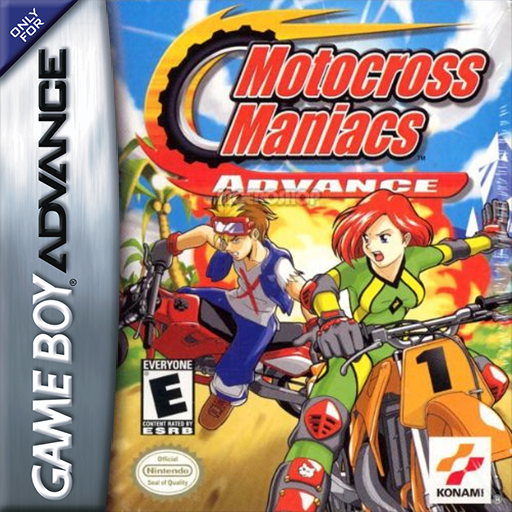 ONLY
FOR
GAME BOY ADVANCE
®
Motocross
Maniacs
™
ADVANCE
EVERYONE
E
CONTENT RATED BY
ESRB
Official
Nintendo
Seal of Quality
1
KONAMI
®